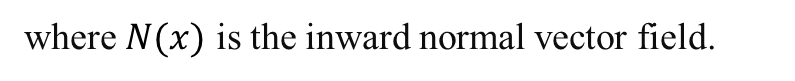 where N(x) is the inward normal vector field.